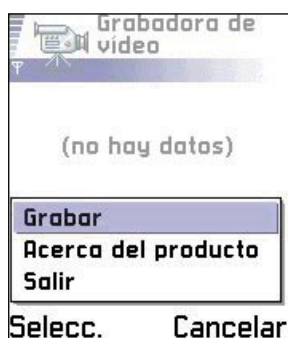 Grabadora de
vídeo
(no hay datos)
Grabar
Acerca del producto
Salir
Selecc. Cancelar